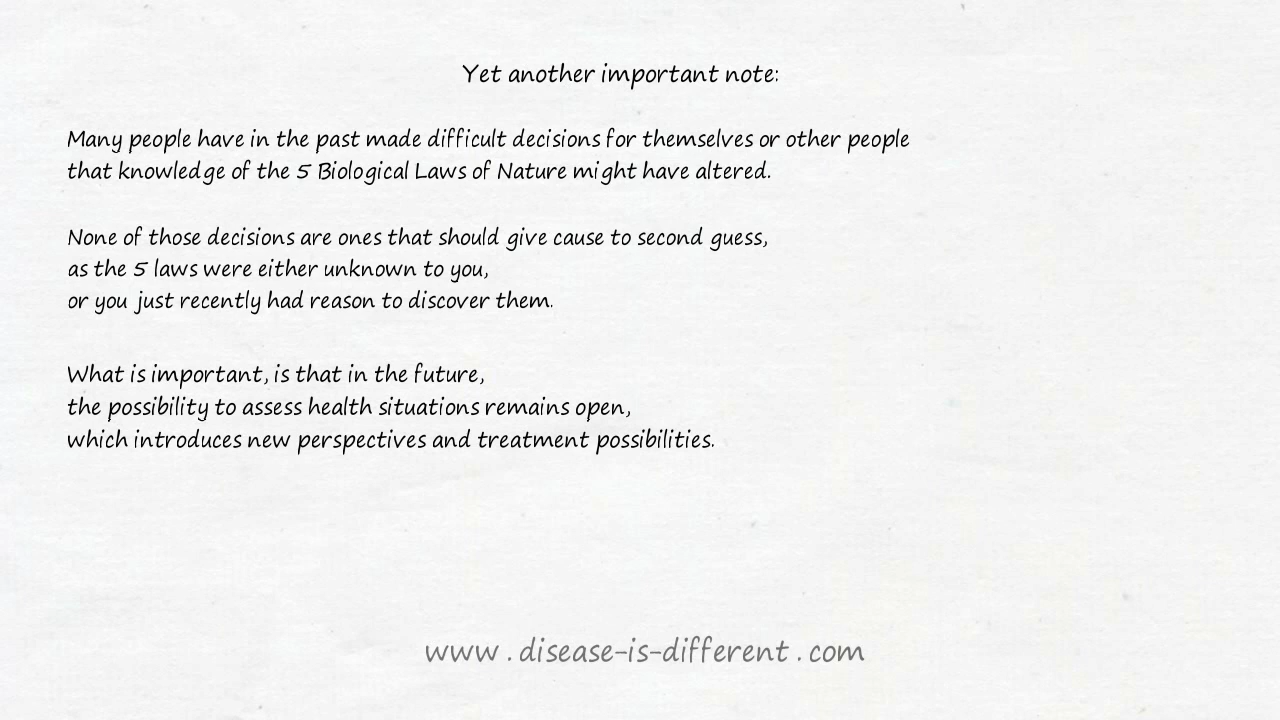 Yet another important note:
Many people have in the past made difficult decisions for themselves or other people
that knowledge of the 5 Biological Laws of Nature might have altered.
None of those decisions are ones that should give cause to second guess,
as the 5 laws were either unknown to you,
or you just recently had reason to discover them.
What is important, is that in the future,
the possibility to assess health situations remains open,
which introduces new perspectives and treatment possibilities.
www . disease-is-different . com